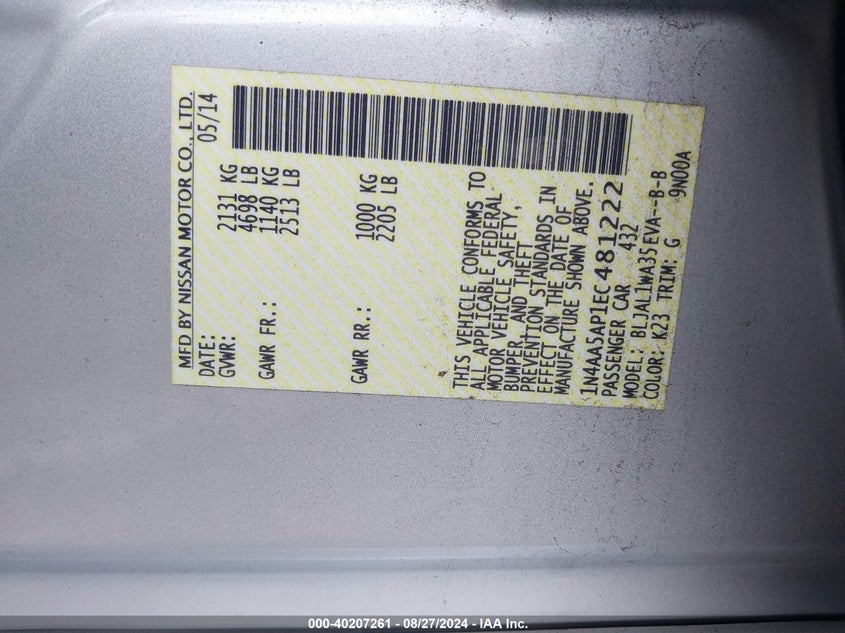 MFD BY NISSAN MOTOR CO., LTD.
DATE: 05/14
GVWR: 2131 KG
4698 LB
GAWR FR.: 1140 KG
2513 LB
GAWR RR.: 1000 KG
2205 LB
THIS VEHICLE CONFORMS TO
ALL APPLICABLE FEDERAL
MOTOR VEHICLE SAFETY,
BUMPER, AND THEFT
PREVENTION STANDARDS IN
EFFECT ON THE DATE OF
MANUFACTURE SHOWN ABOVE.
1N4AA5AP1EC481222
PASSENGER CAR 432
MODEL: BLJALlWA35EVA--B-B
COLOR: K23 TRIM: G 9N00A
000-40207261 - 08/27/2024 - IAA Inc.